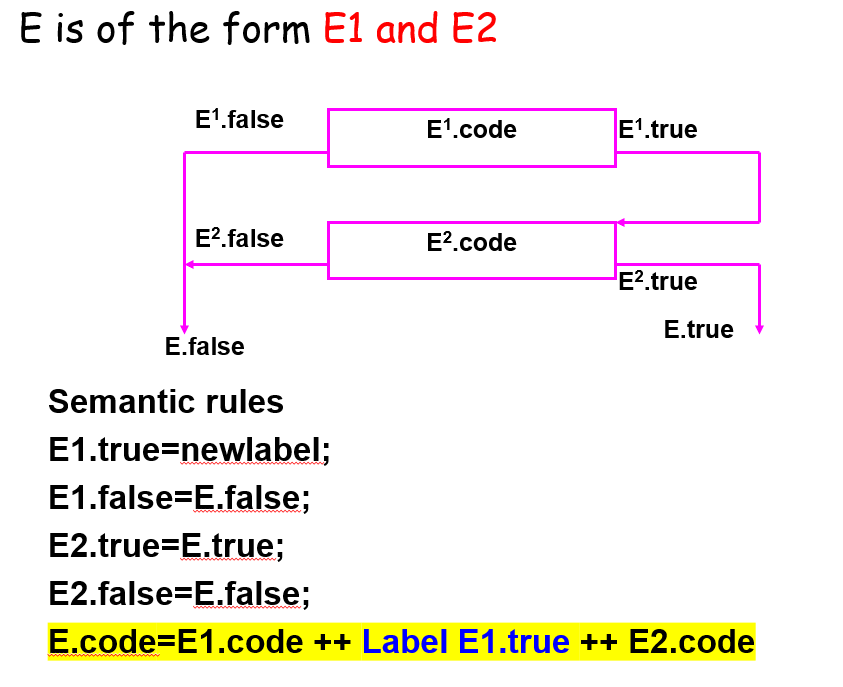 E is of the form E1 and E2
E¹.false E¹.code E¹.true
E².false E².code
E².true
E.true
E.false
Semantic rules
E1.true=newlabel;
E1.false=E.false;
E2.true=E.true;
E2.false=E.false;
E.code=E1.code ++ Label E1.true ++ E2.code